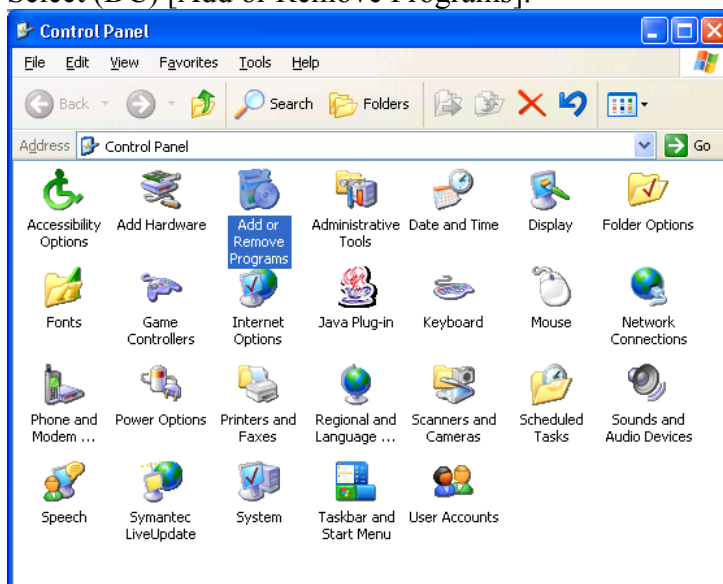 Select (DC) [Add or Remove Programs].
Control Panel
File Edit View Favorites Tools Help
Back Search Folders
Address Control Panel Go
Accessibility Options
Add Hardware
Add or Remove Programs
Administrative Tools
Date and Time
Display
Folder Options
Fonts
Game Controllers
Internet Options
Java Plug-in
Keyboard
Mouse
Network Connections
Phone and Modem ...
Power Options
Printers and Faxes
Regional and Language ...
Scanners and Cameras
Scheduled Tasks
Sounds and Audio Devices
Speech
Symantec LiveUpdate
System
Taskbar and Start Menu
User Accounts